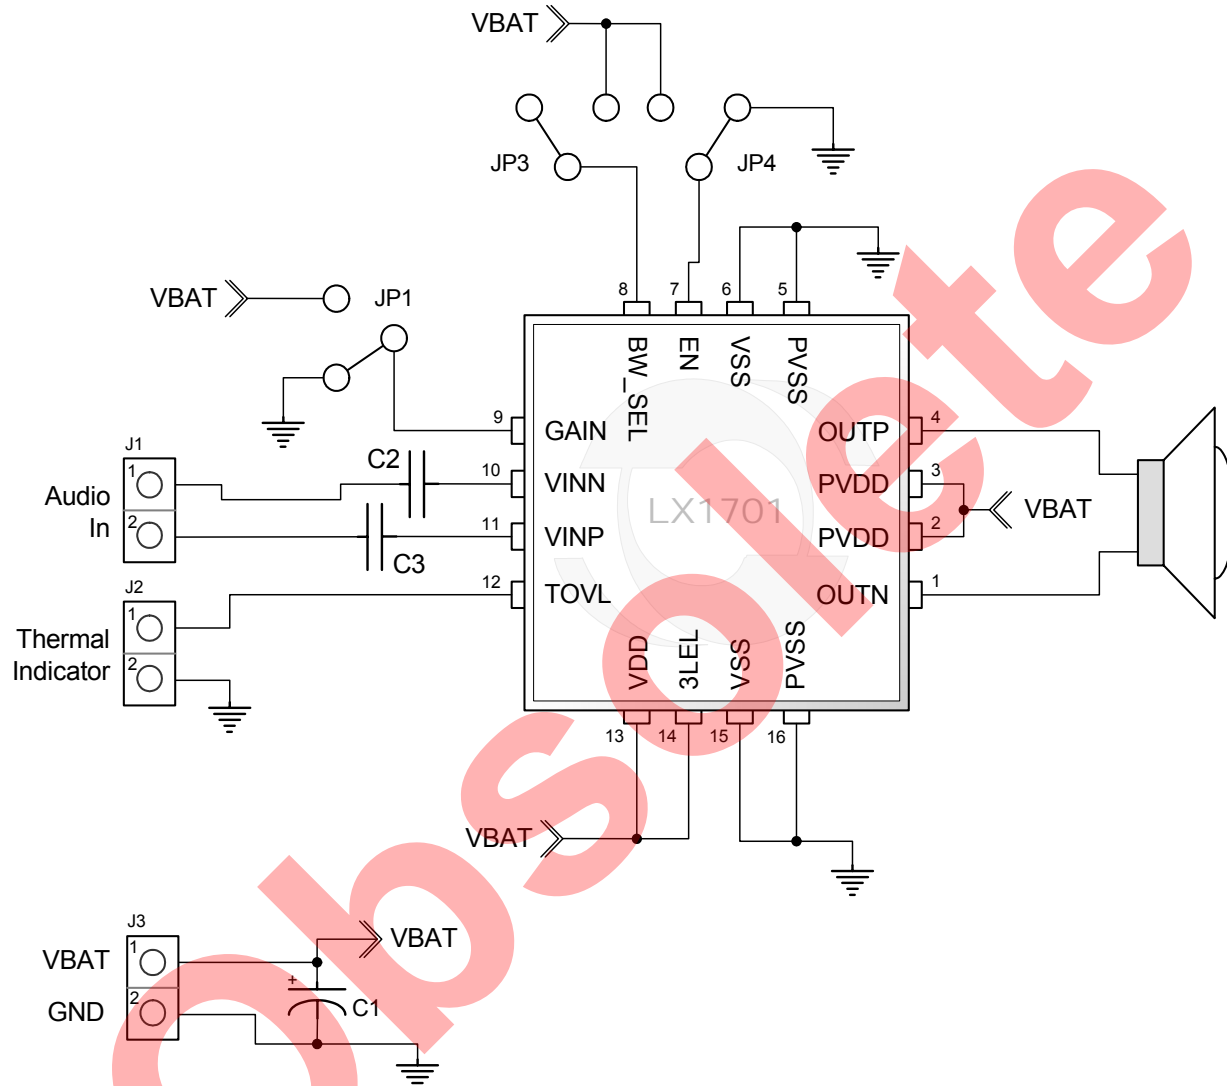 VBAT
JP3
JP4
VBAT
JP1
8
7
6
5
BW_SEL
EN
VSS
PVSS
9
GAIN
OUTP
4
J1
1
2
Audio
In
C2
10
VINN
PVDD
3
LX1701
VBAT
C3
11
VINP
PVDD
2
12
TOVL
OUTN
1
J2
1
2
Thermal
Indicator
VDD
3LEL
VSS
PVSS
13
14
15
16
VBAT
J3
VBAT
1
GND
2
VBAT
+
C1
Obsolete